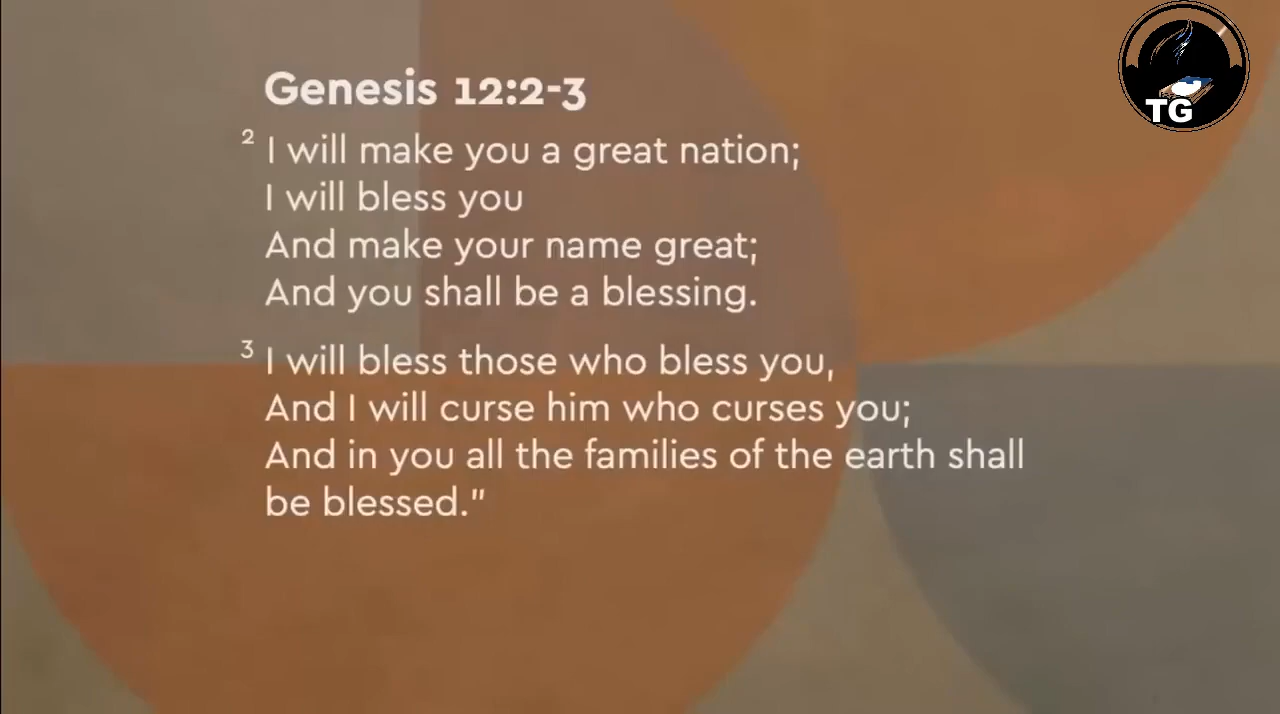 TG
Genesis 12:2-3
2 I will make you a great nation;
I will bless you
And make your name great;
And you shall be a blessing.
3 I will bless those who bless you,
And I will curse him who curses you;
And in you all the families of the earth shall
be blessed.”